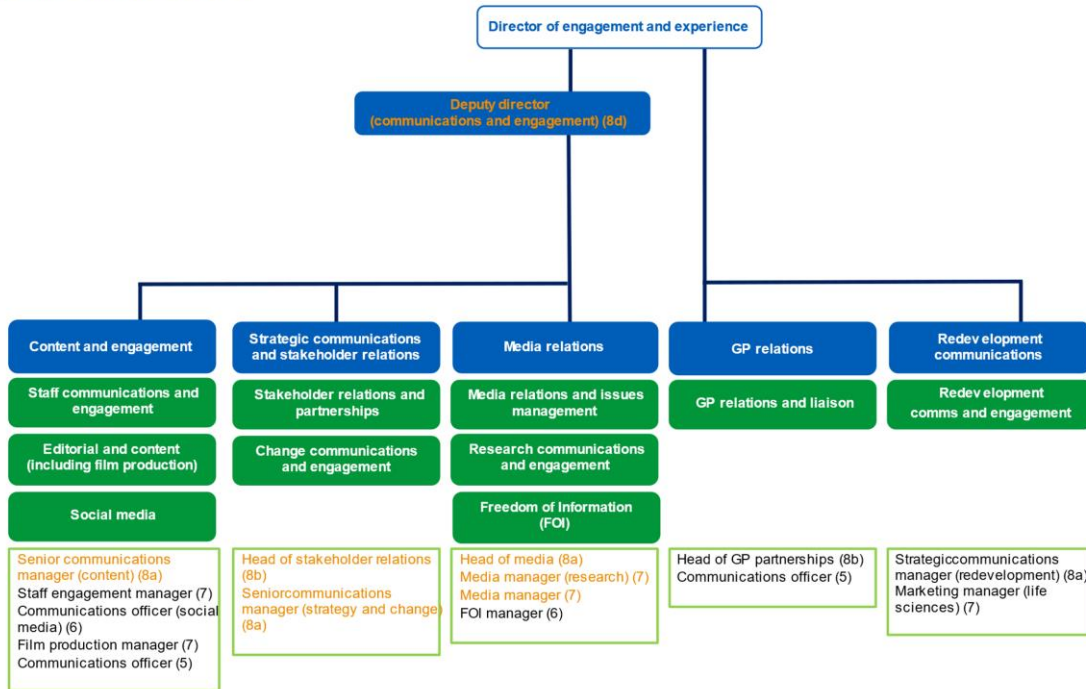 Director of engagement and experience
Deputy director
(communications and engagement) (8d)
Content and engagement
Strategic communications
and stakeholder relations
Media relations
GP relations
Redevelopment
communications
Staff communications and
engagement
Stakeholder relations and
partnerships
Media relations and issues
management
GP relations and liaison
Redevelopment
comms and engagement
Editorial and content
(including film production)
Change communications
and engagement
Research communications
and engagement
Social media
Freedom of Information
(FOI)
Senior communications
manager (content) (8a)
Staff engagement manager (7)
Communications officer (social
media) (6)
Film production manager (7)
Communications officer (5)
Head of stakeholder relations
(8b)
Seniorcommunications
manager (strategy and change)
(8a)
Head of media (8a)
Media manager (research) (7)
Media manager (7)
FOI manager (6)
Head of GP partnerships (8b)
Communications officer (5)
Strategiccommunications
manager (redevelopment) (8a)
Marketing manager (life
sciences) (7)